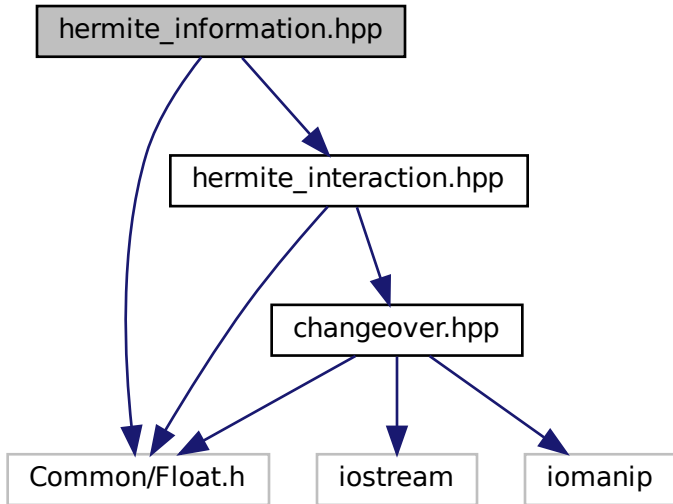 hermite_information.hpp
hermite_interaction.hpp
changeover.hpp
Common/Float.h
iostream
iomanip